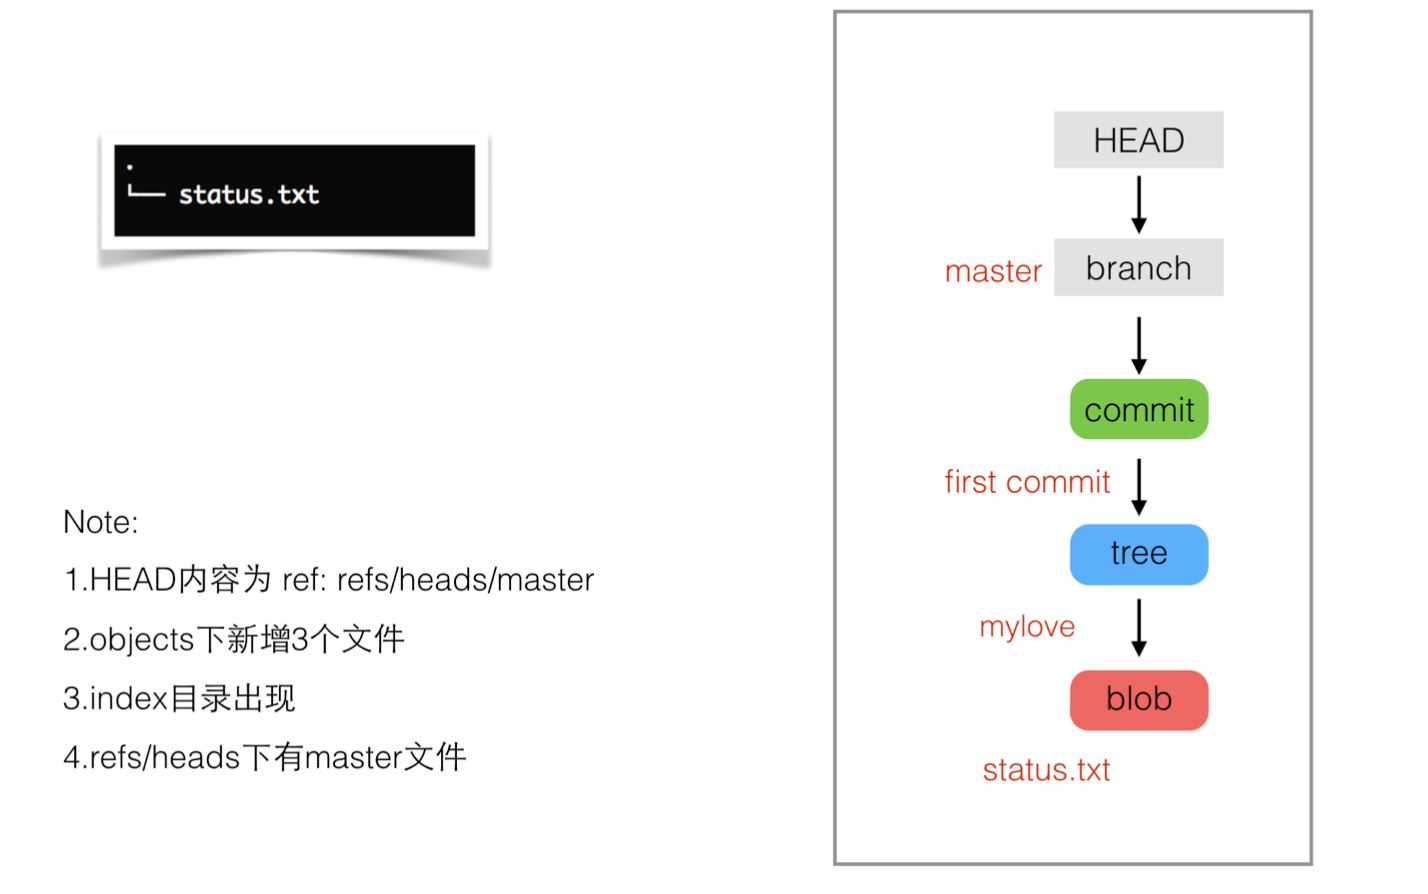 .
└── status.txt
Note:
1.HEAD内容为 ref: refs/heads/master
2.objects下新增3个文件
3.index目录出现
4.refs/heads下有master文件
HEAD
master
branch
commit
first commit
tree
mylove
blob
status.txt